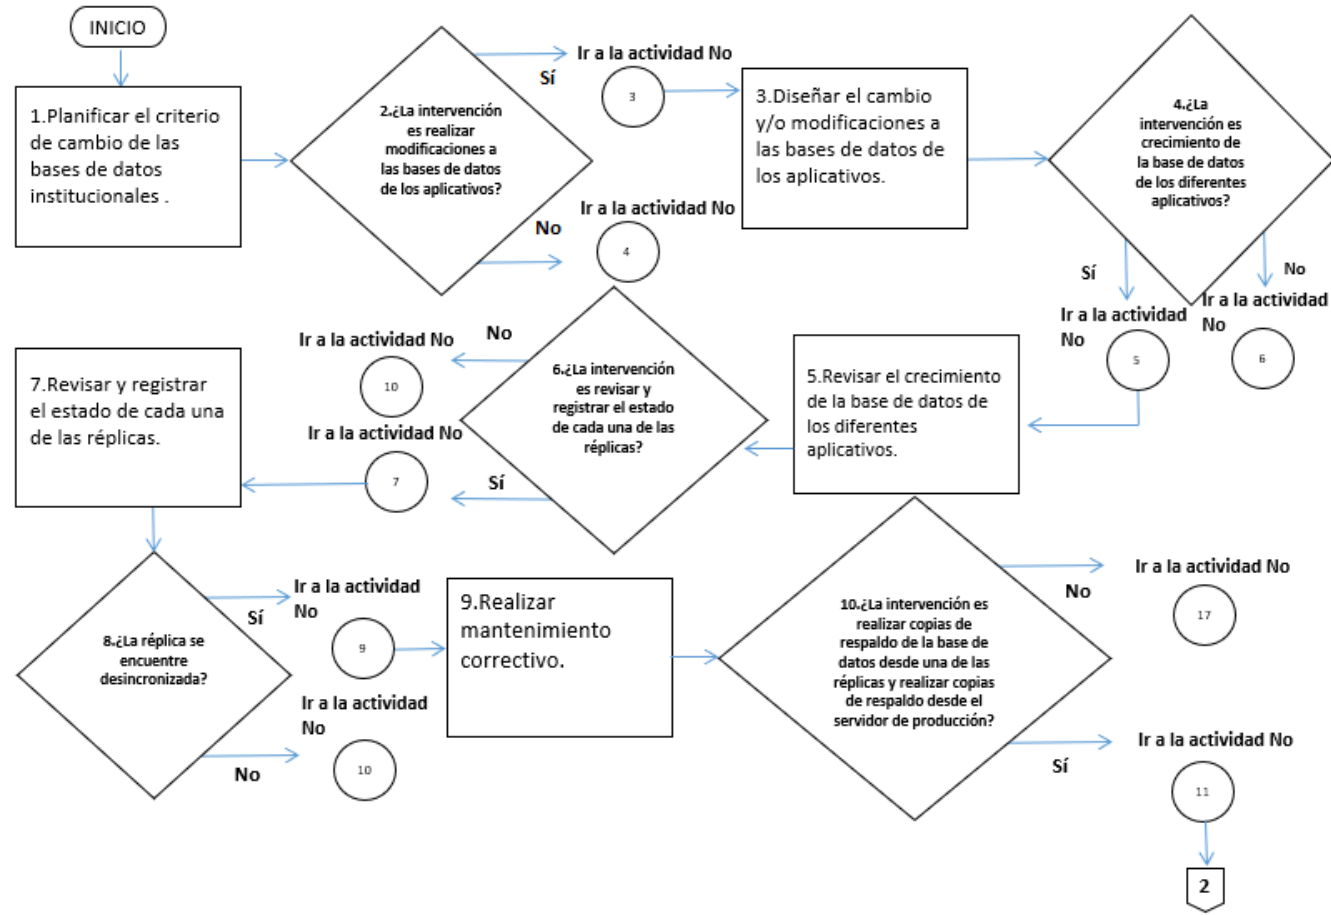 INICIO
1.Planificar el criterio
de cambio de las
bases de datos
institucionales .
2.¿La intervención
es realizar
modificaciones a
las bases de datos
de los aplicativos?
Ir a la actividad No
Sí
3
Ir a la actividad No
No
4
3.Diseñar el cambio
y/o modificaciones a
las bases de datos de
los aplicativos.
4.¿La
intervención es
crecimiento de
la base de datos
de los diferentes
aplicativos?
Sí
Ir a la actividad
No
5
No
Ir a la actividad
No
6
5.Revisar el crecimiento
de la base de datos de
los diferentes
aplicativos.
6.¿La intervención
es revisar y
registrar el estado
de cada una de las
réplicas?
No
Ir a la actividad No
10
Ir a la actividad No
Sí
7
7.Revisar y registrar
el estado de cada una
de las réplicas.
8.¿La réplica se
encuentre
desincronizada?
Sí
Ir a la actividad
No
9
Ir a la actividad
No
No
10
9.Realizar
mantenimiento
correctivo.
10.¿La intervención es
realizar copias de
respaldo de la base de
datos desde una de las
réplicas y realizar copias
de respaldo desde el
servidor de producción?
Ir a la actividad No
No
17
Ir a la actividad No
Sí
11
2